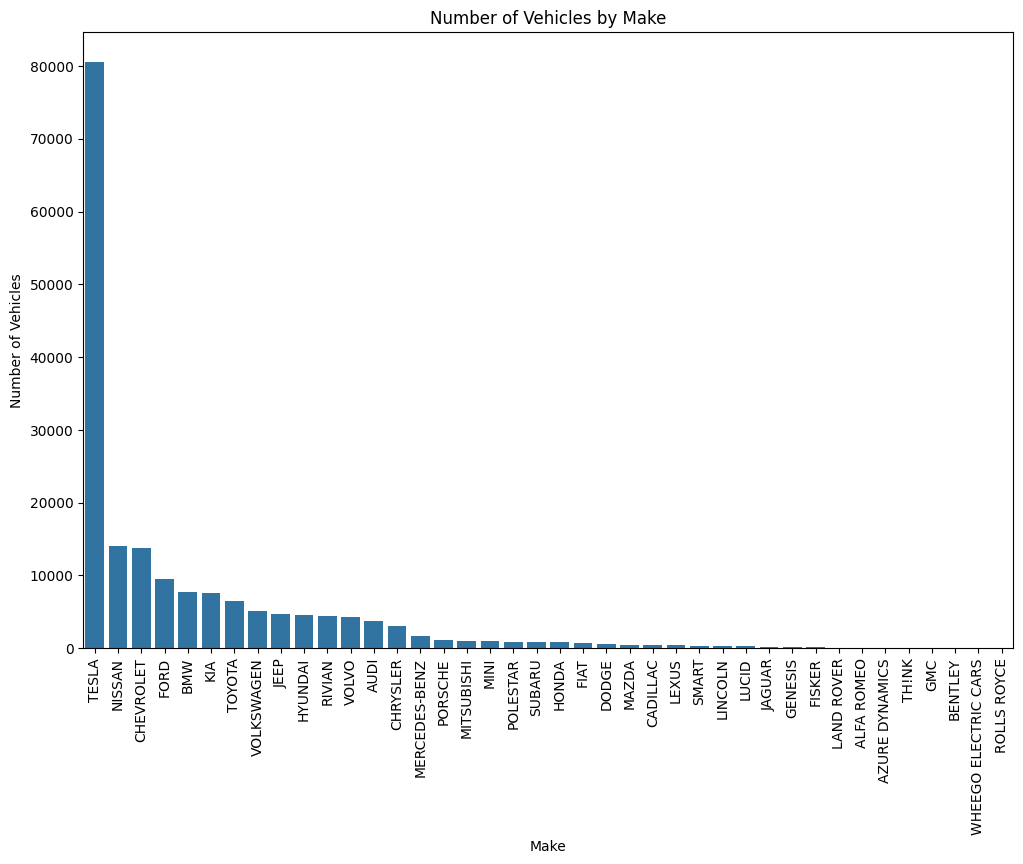 Number of Vehicles by Make
Number of Vehicles
80000
70000
60000
50000
40000
30000
20000
10000
0
TESLA
NISSAN
CHEVROLET
FORD
BMW
KIA
TOYOTA
VOLKSWAGEN
JEEP
HYUNDAI
RIVIAN
VOLVO
AUDI
CHRYSLER
MERCEDES-BENZ
PORSCHE
MITSUBISHI
MINI
POLESTAR
SUBARU
HONDA
FIAT
DODGE
MAZDA
CADILLAC
LEXUS
SMART
LINCOLN
LUCID
JAGUAR
GENESIS
FISKER
LAND ROVER
ALFA ROMEO
AZURE DYNAMICS
TH!NK
GMC
BENTLEY
WHEEGO ELECTRIC CARS
ROLLS ROYCE
Make